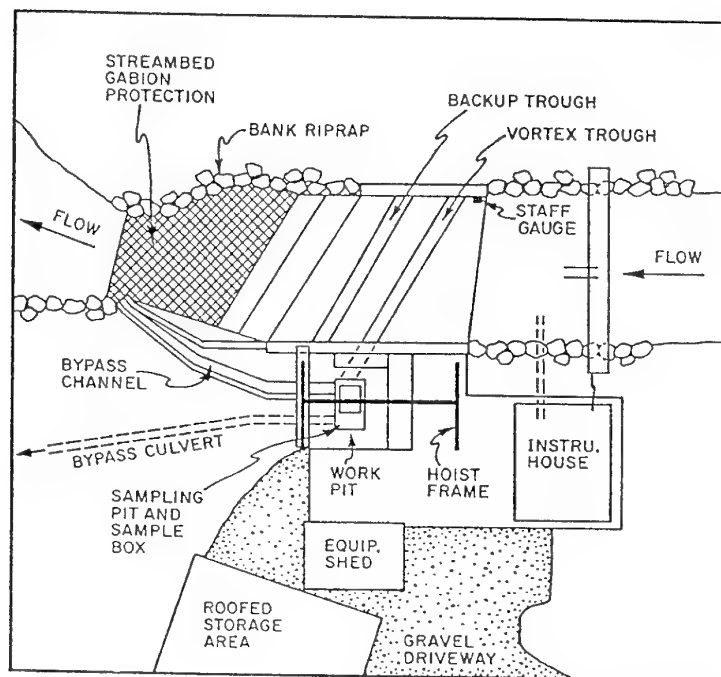 STREAMBED
GABION
PROTECTION
BANK RIPRAP
BACKUP TROUGH
VORTEX TROUGH
STAFF
GAUGE
FLOW
FLOW
BYPASS
CHANNEL
BYPASS CULVERT
SAMPLING
PIT AND
SAMPLE
BOX
WORK
PIT
HOIST
FRAME
INSTRU.
HOUSE
EQUIP.
SHED
ROOFED
STORAGE
AREA
GRAVEL
DRIVEWAY